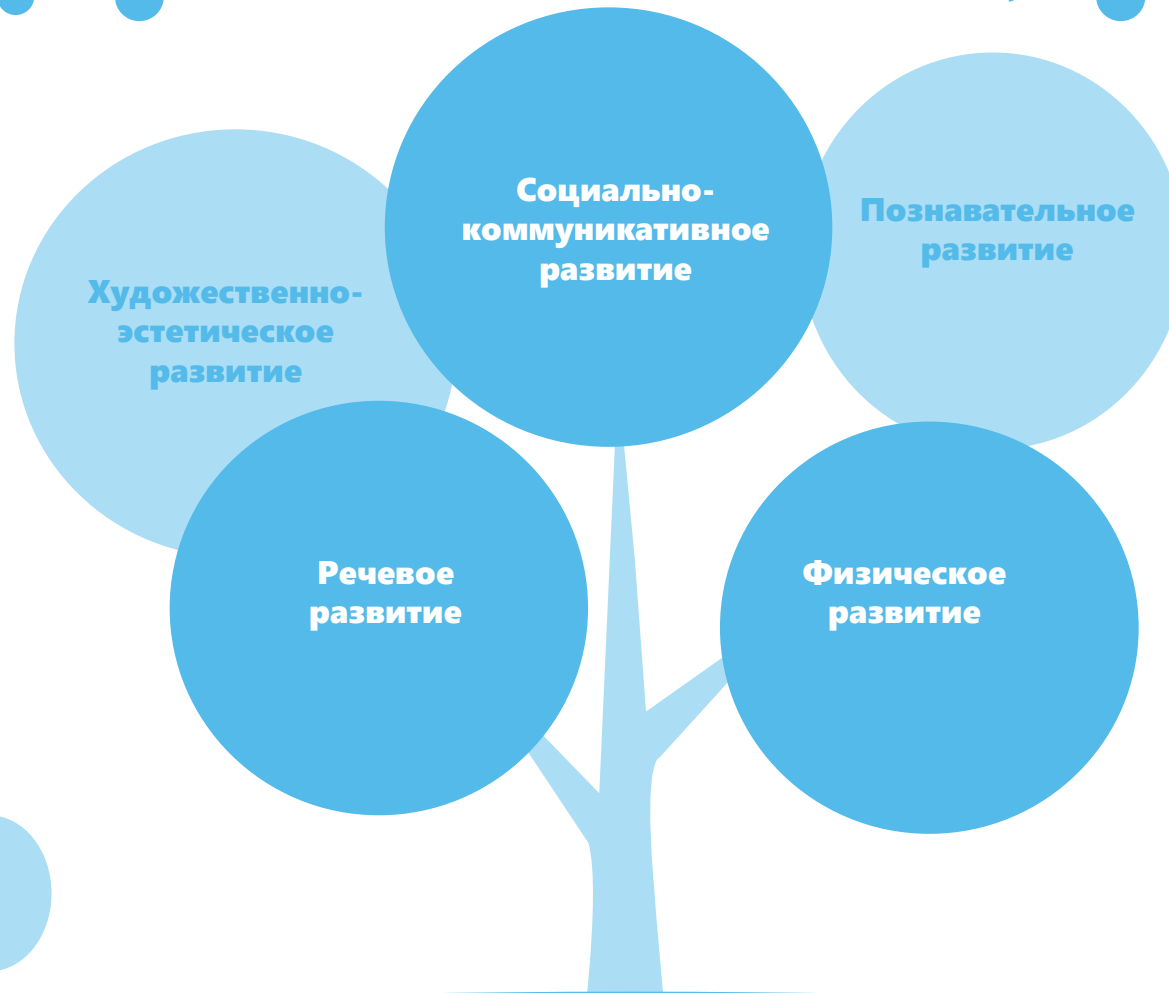 Социально-
коммуникативное
развитие
Познавательное
развитие
Художественно-
эстетическое
развитие
Речевое
развитие
Физическое
развитие